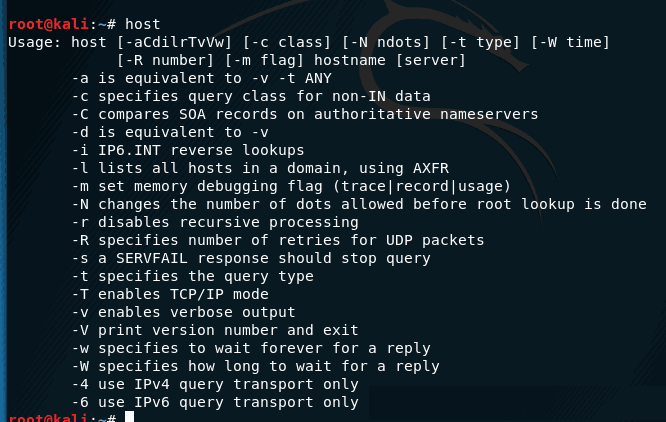 root@kali:~# host
Usage: host [-aCdilrTvVw] [-c class] [-N ndots] [-t type] [-W time]
            [-R number] [-m flag] hostname [server]
       -a is equivalent to -v -t ANY
       -c specifies query class for non-IN data
       -C compares SOA records on authoritative nameservers
       -d is equivalent to -v
       -i IP6.INT reverse lookups
       -l lists all hosts in a domain, using AXFR
       -m set memory debugging flag (trace|record|usage)
       -N changes the number of dots allowed before root lookup is done
       -r disables recursive processing
       -R specifies number of retries for UDP packets
       -s a SERVFAIL response should stop query
       -t specifies the query type
       -T enables TCP/IP mode
       -v enables verbose output
       -V print version number and exit
       -w specifies to wait forever for a reply
       -W specifies how long to wait for a reply
       -4 use IPv4 query transport only
       -6 use IPv6 query transport only
root@kali:~#